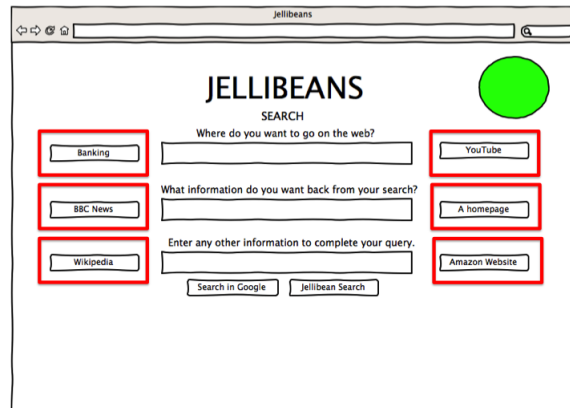 Jellibeans
JELLIBEANS
SEARCH
Where do you want to go on the web?
Banking
YouTube
What information do you want back from your search?
BBC News
A homepage
Enter any other information to complete your query.
Wikipedia
Amazon Website
Search in Google
Jellibean Search